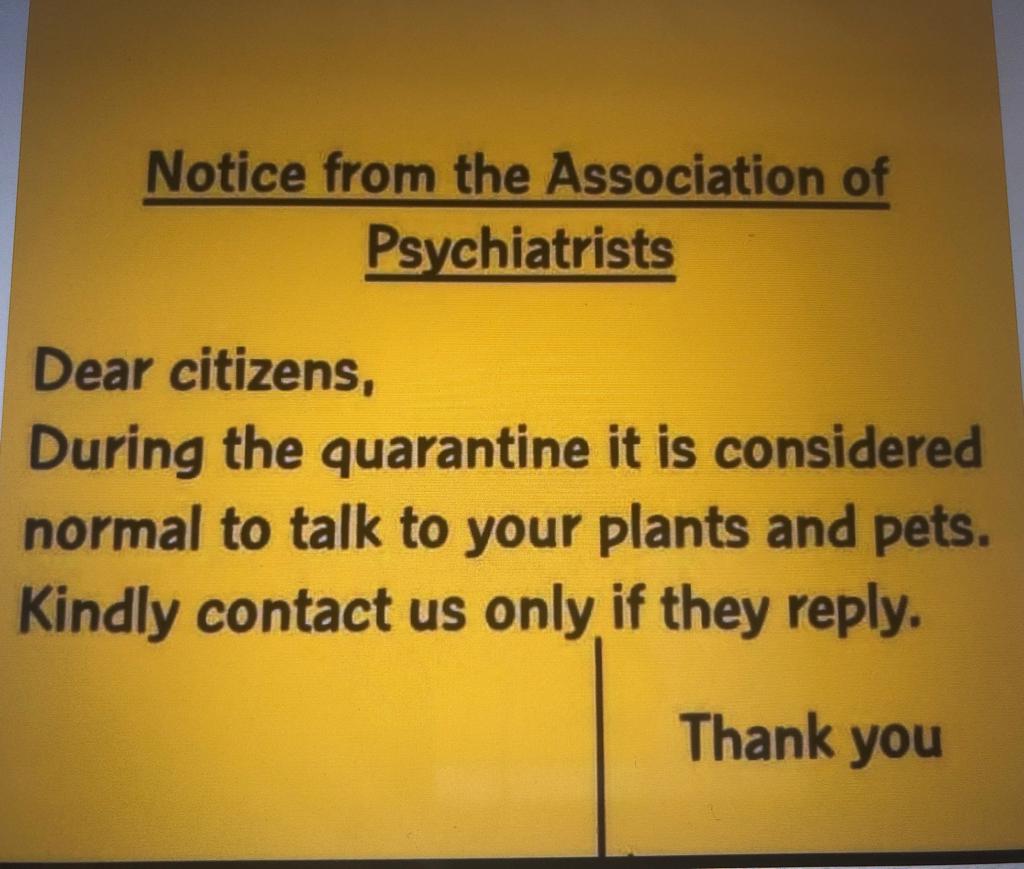 Notice from the Association of
Psychiatrists
Dear citizens,
During the quarantine it is considered
normal to talk to your plants and pets.
Kindly contact us only if they reply.
Thank you